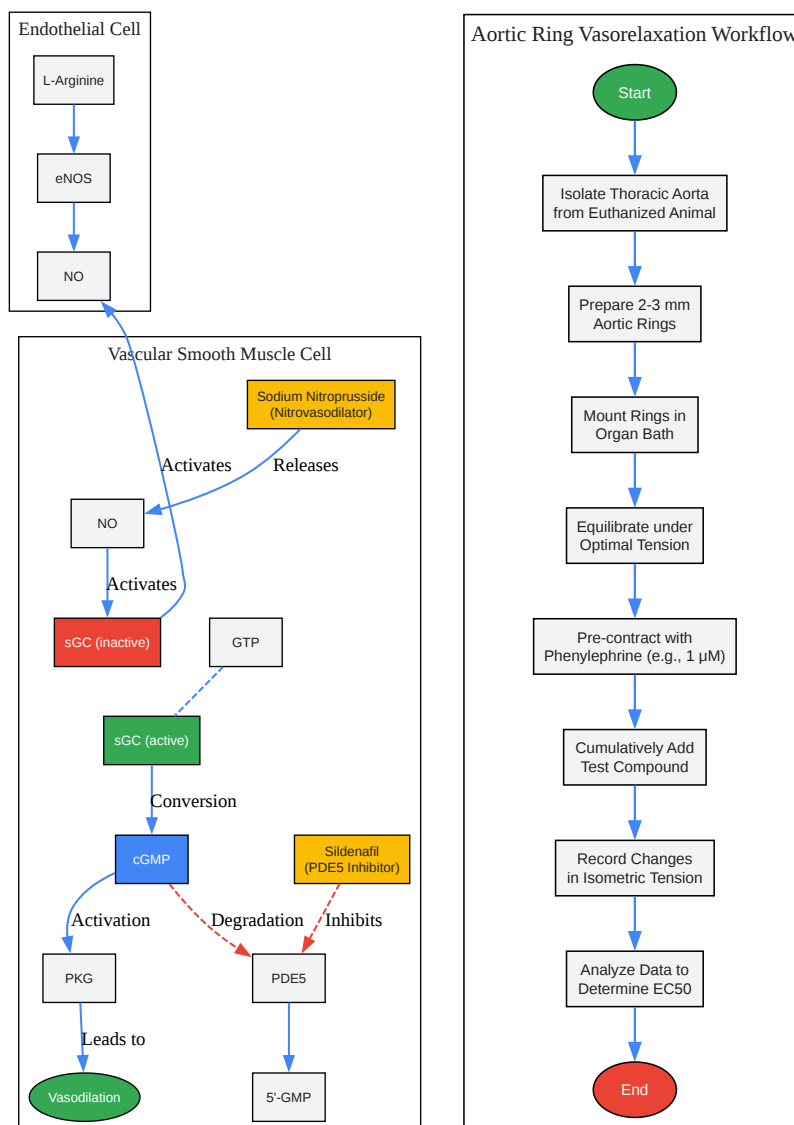 Endothelial Cell
L-Arginine
eNOS
NO
Vascular Smooth Muscle Cell
Sodium Nitroprusside
(Nitrovasodilator)
Activates
Releases
NO
Activates
sGC (inactive)
GTP
sGC (active)
Conversion
cGMP
Sildenafil
(PDE5 Inhibitor)
Activation
Degradation
Inhibits
PKG
PDE5
Leads to
Vasodilation
5'-GMP
Aortic Ring Vasorelaxation Workflow
Start
Isolate Thoracic Aorta
from Euthanized Animal
Prepare 2-3 mm
Aortic Rings
Mount Rings in
Organ Bath
Equilibrate under
Optimal Tension
Pre-contract with
Phenylephrine (e.g., 1 μM)
Cumulatively Add
Test Compound
Record Changes
in Isometric Tension
Analyze Data to
Determine EC50
End